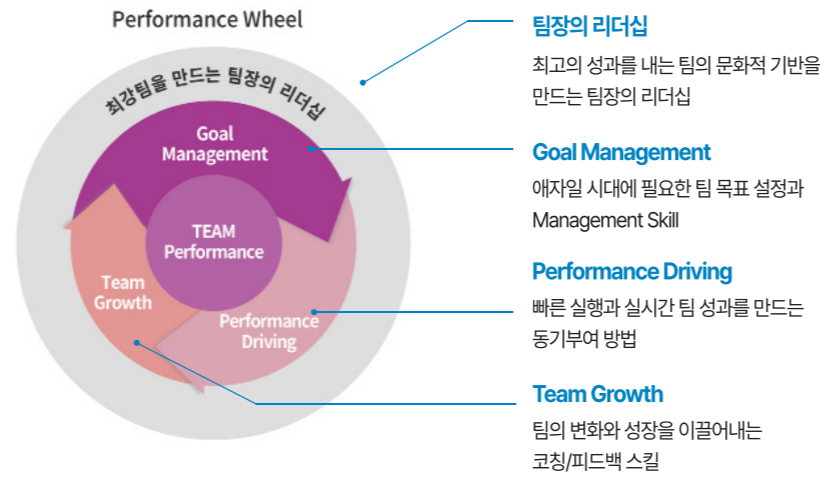 Performance Wheel
최강팀을 만드는 팀장의 리더십
Goal
Management
TEAM
Performance
Team
Growth
Performance
Driving
팀장의 리더십
최고의 성과를 내는 팀의 문화적 기반을
만드는 팀장의 리더십
Goal Management
애자일 시대에 필요한 팀 목표 설정과
Management Skill
Performance Driving
빠른 실행과 실시간 팀 성과를 만드는
동기부여 방법
Team Growth
팀의 변화와 성장을 이끌어내는
코칭/피드백 스킬